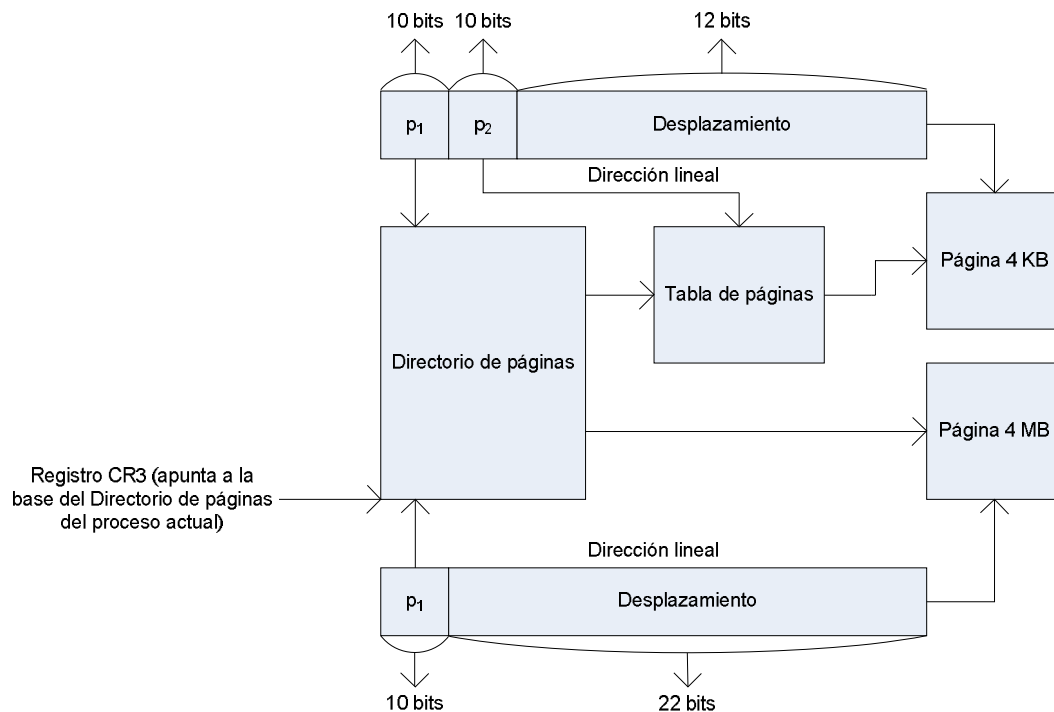 10 bits
10 bits
12 bits
p1
p2
Desplazamiento
Dirección lineal
Directorio de páginas
Tabla de páginas
Página 4 KB
Página 4 MB
Registro CR3 (apunta a la
base del Directorio de páginas
del proceso actual)
Dirección lineal
p1
Desplazamiento
10 bits
22 bits